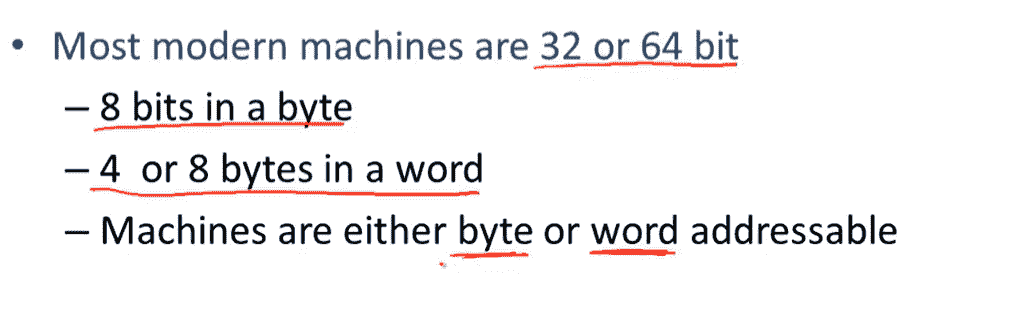 • Most modern machines are 32 or 64 bit
– 8 bits in a byte
– 4 or 8 bytes in a word
– Machines are either byte or word addressable